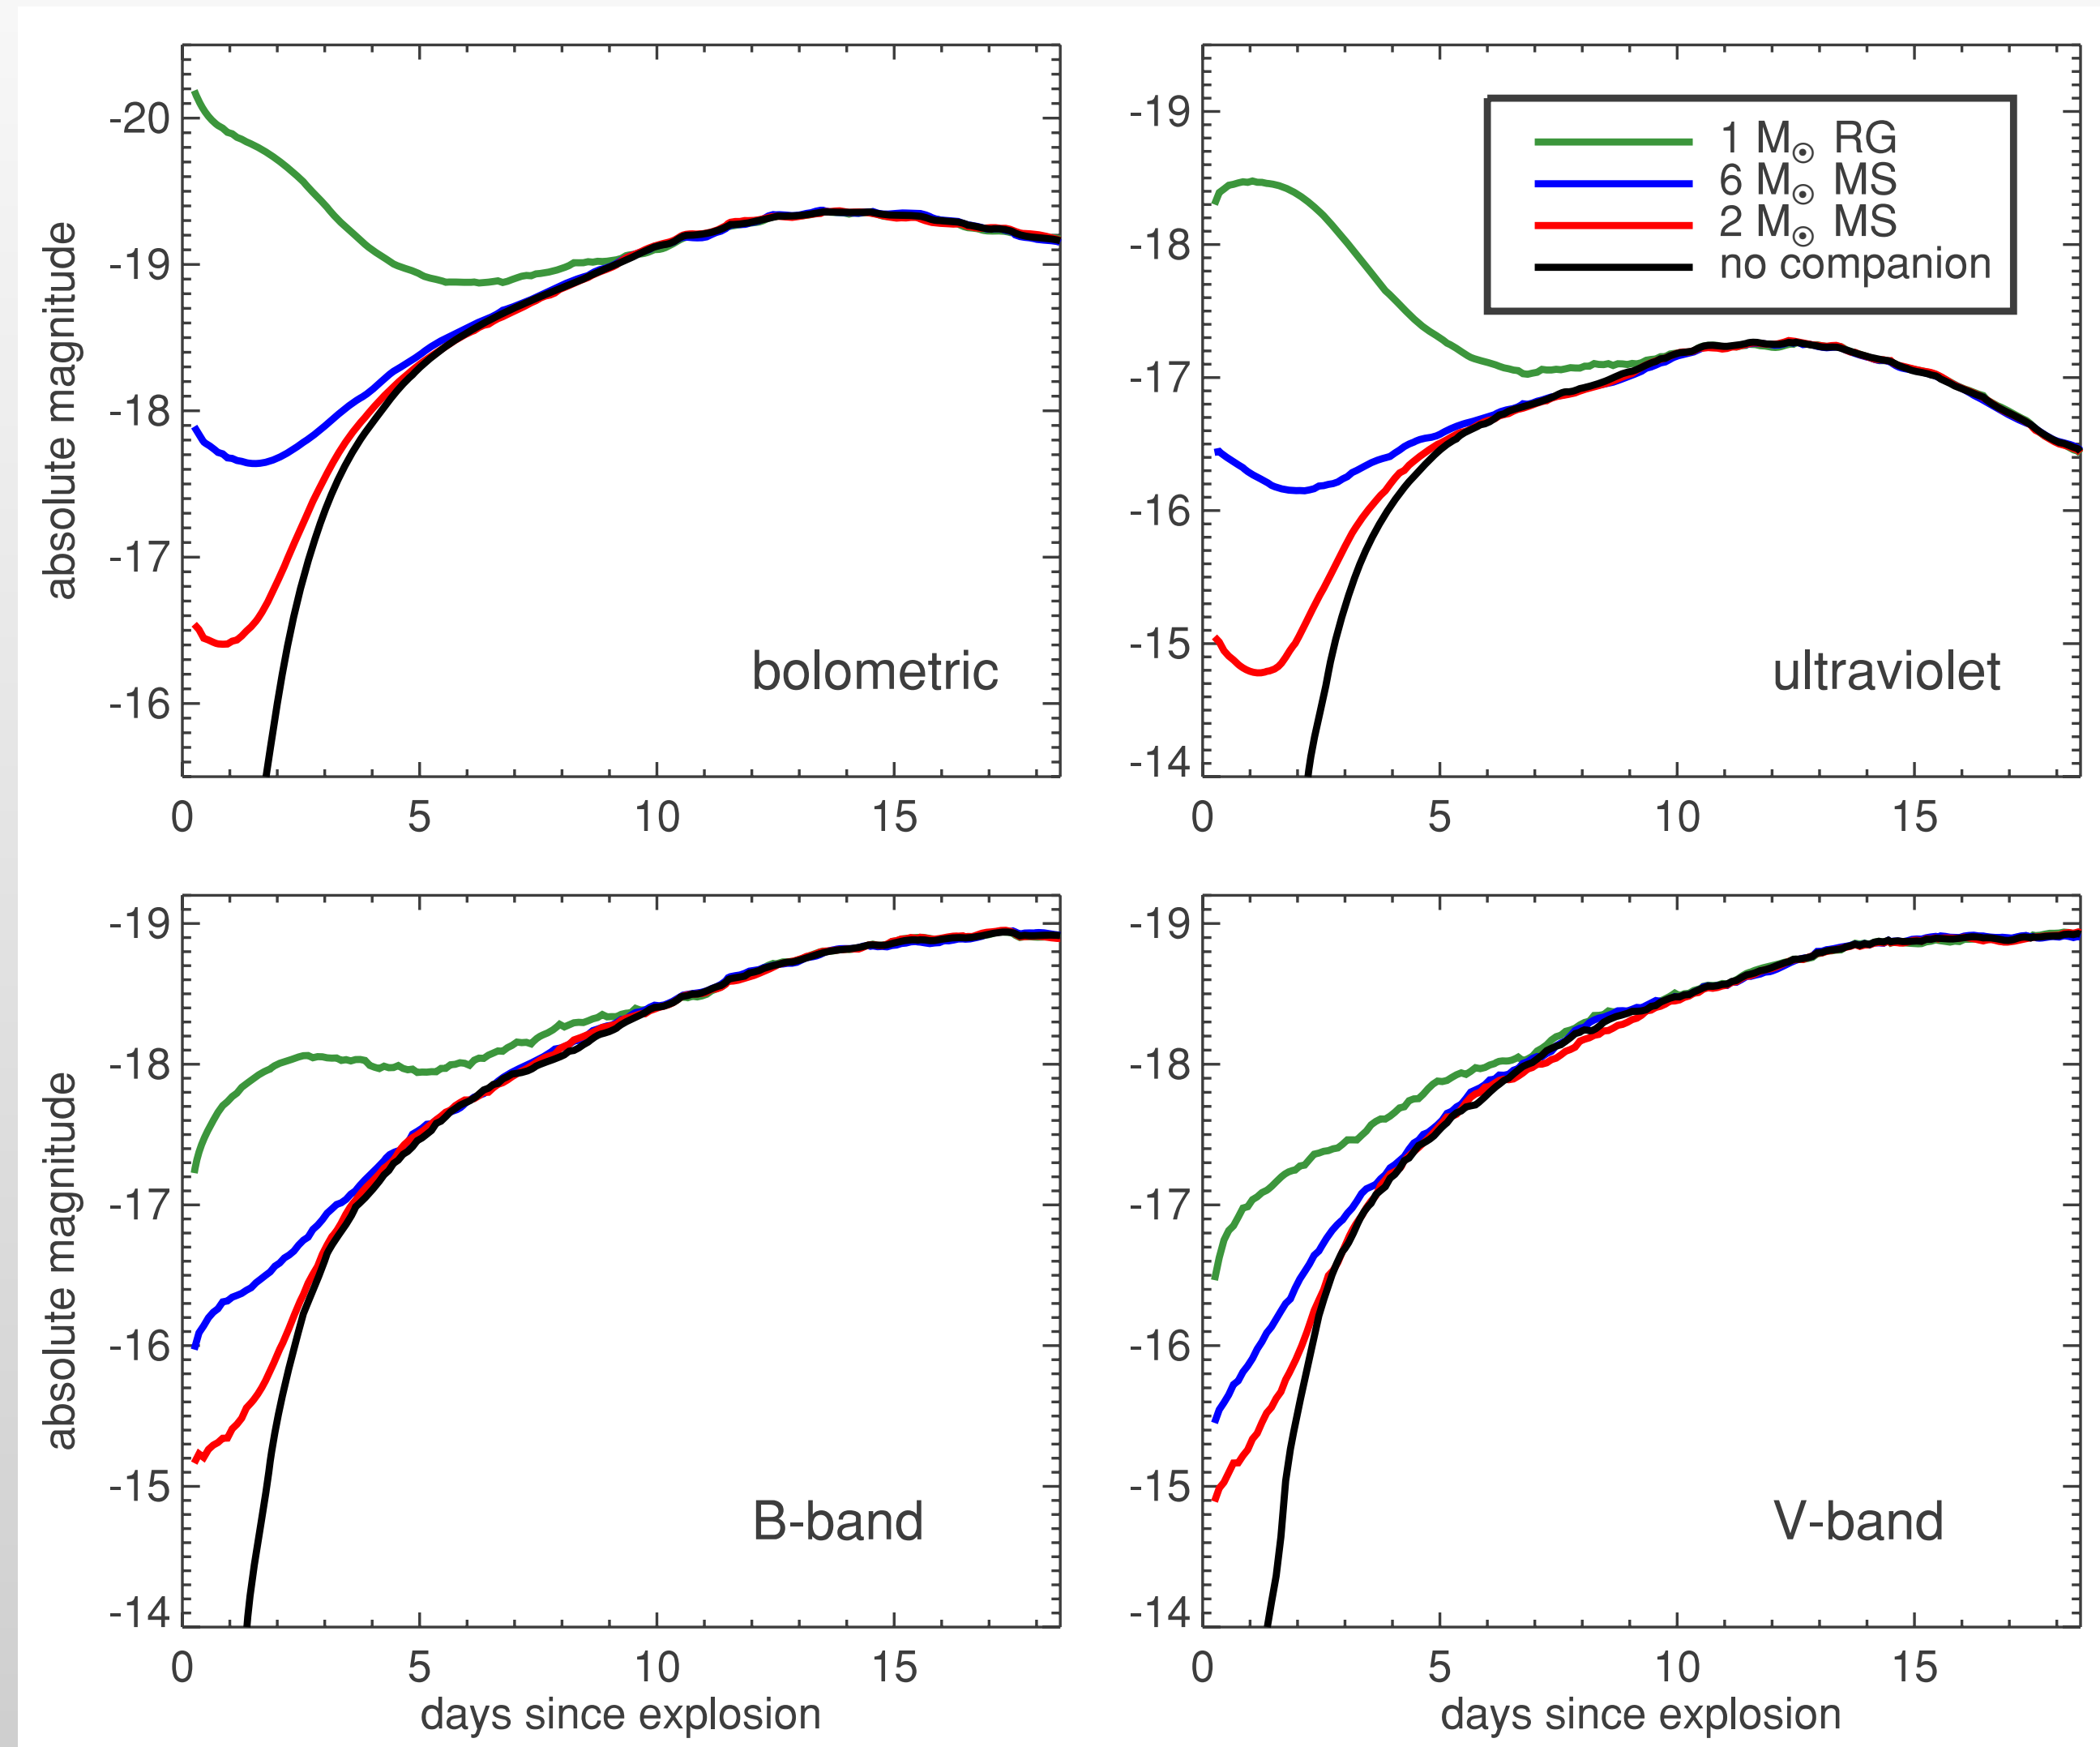 absolute magnitude
-20
-19
-18
-17
-16
0 5 10 15
bolometric
-19
-18
-17
-16
-15
-14
0 5 10 15
1 M☉ RG
6 M☉ MS
2 M☉ MS
no companion
ultraviolet
absolute magnitude
-19
-18
-17
-16
-15
-14
0 5 10 15
B-band
days since explosion
-19
-18
-17
-16
-15
-14
0 5 10 15
V-band
days since explosion